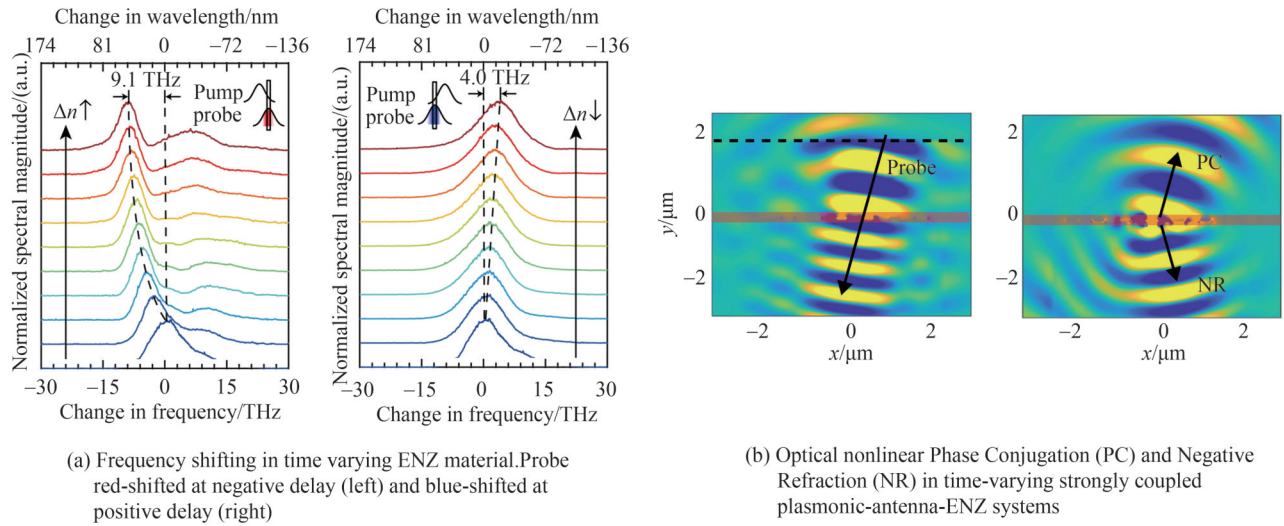 Change in wavelength/nm
174 81 0 −72 −136
9.1 THz
Pump
probe
Δn↑
Normalized spectral magnitude/(a.u.)
−30 −15 0 15 30
Change in frequency/THz
Change in wavelength/nm
174 81 0 −72 −136
4.0 THz
Pump
probe
Δn↓
Normalized spectral magnitude/(a.u.)
−30 −15 0 15 30
Change in frequency/THz
(a) Frequency shifting in time varying ENZ material.Probe
red-shifted at negative delay (left) and blue-shifted at
positive delay (right)
2
0
−2
y/μm
Probe
−2 0 2
x/μm
2
0
−2
PC
NR
−2 0 2
x/μm
(b) Optical nonlinear Phase Conjugation (PC) and Negative
Refraction (NR) in time-varying strongly coupled
plasmonic-antenna-ENZ systems